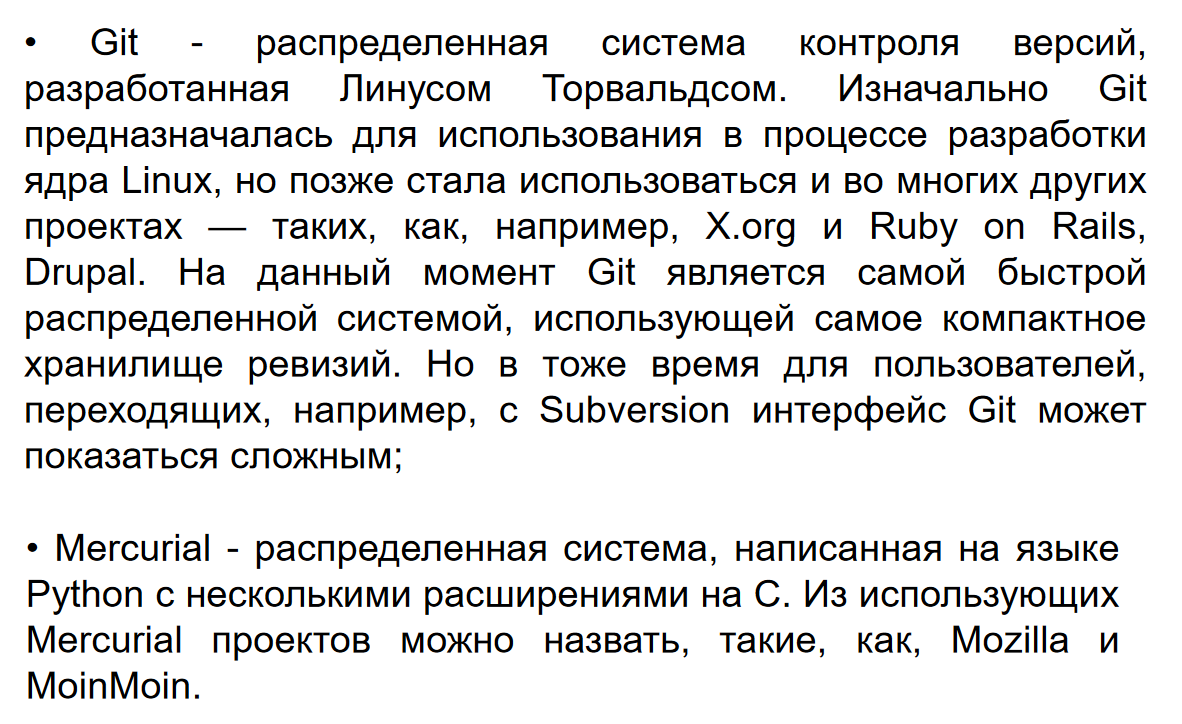 • Git - распределенная система контроля версий,
разработанная Линусом Торвальдсом. Изначально Git
предназначалась для использования в процессе разработки
ядра Linux, но позже стала использоваться и во многих других
проектах — таких, как, например, X.org и Ruby on Rails,
Drupal. На данный момент Git является самой быстрой
распределенной системой, использующей самое компактное
хранилище ревизий. Но в тоже время для пользователей,
переходящих, например, с Subversion интерфейс Git может
показаться сложным;
• Mercurial - распределенная система, написанная на языке
Python с несколькими расширениями на C. Из использующих
Mercurial проектов можно назвать, такие, как, Mozilla и
MoinMoin.